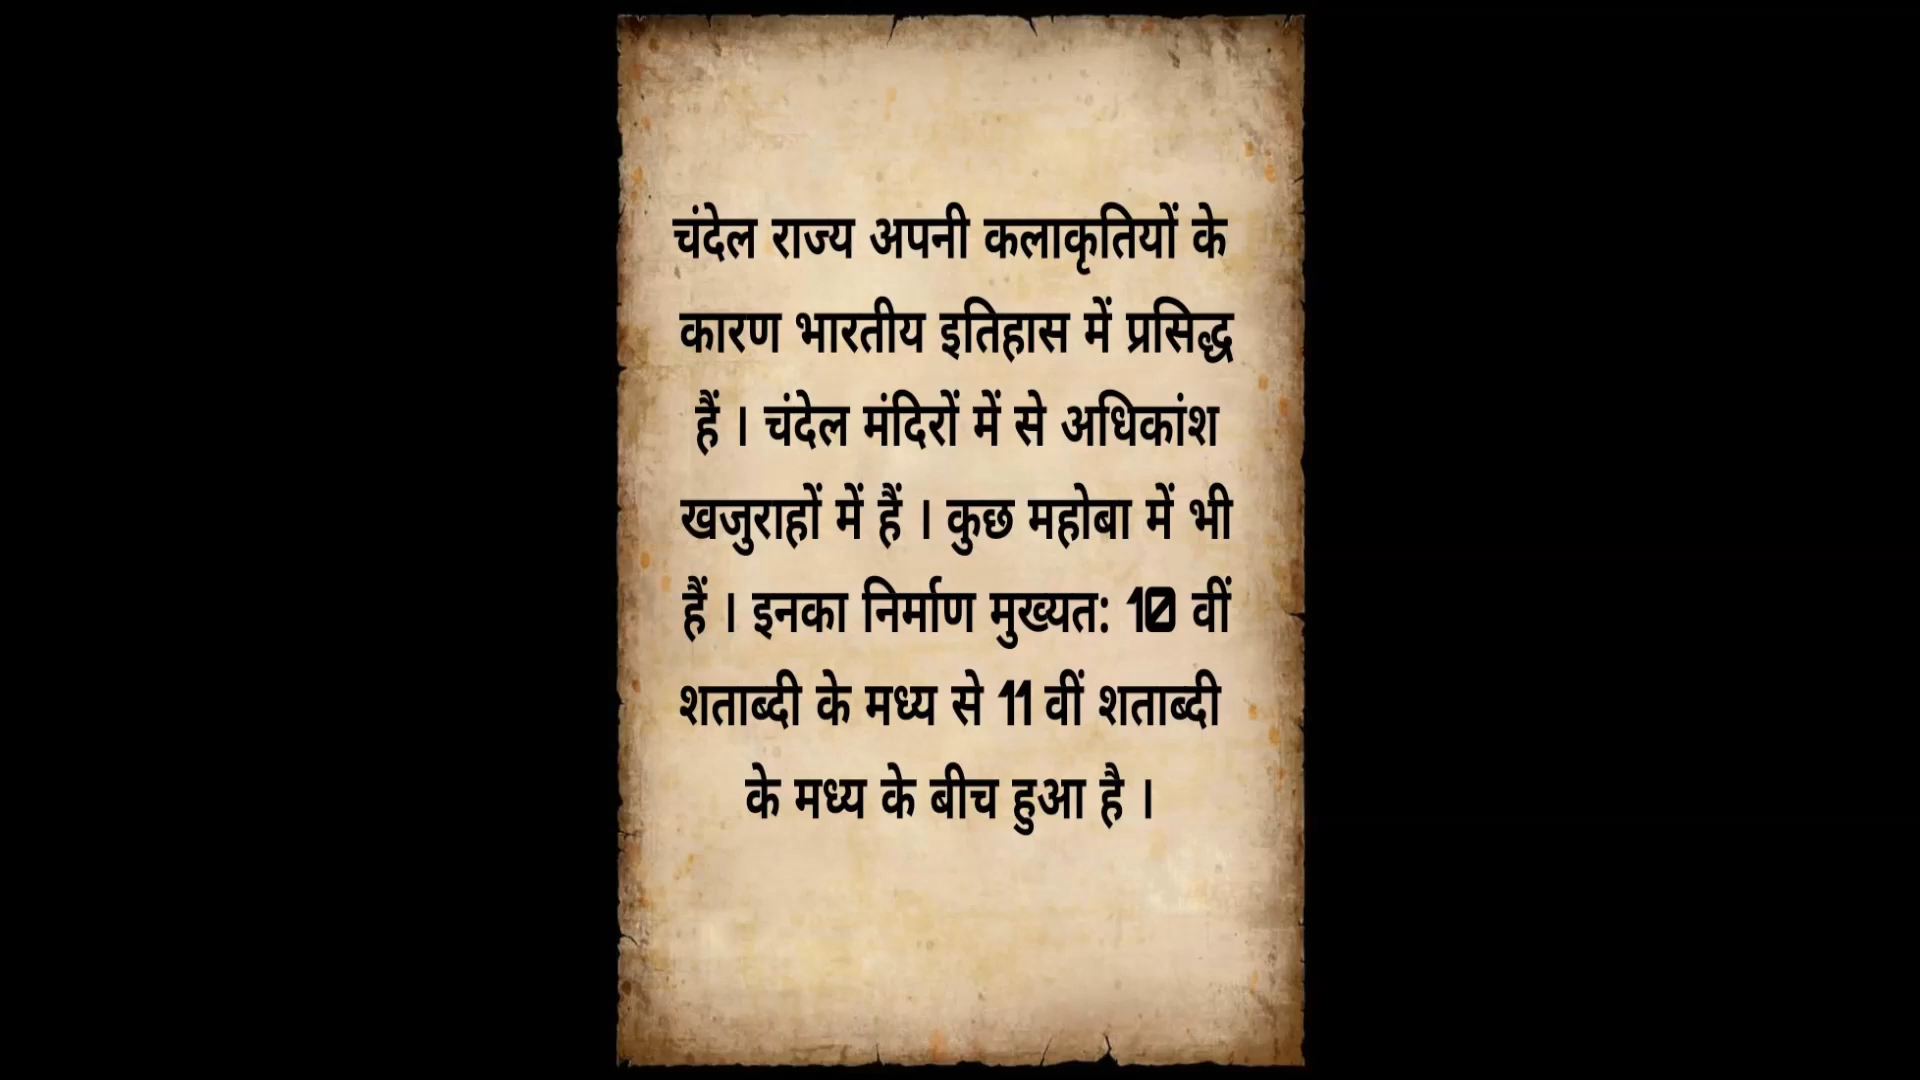 चंदेल राज्य अपनी कलाकृतियों के
कारण भारतीय इतिहास में प्रसिद्ध
हैं । चंदेल मंदिरों में से अधिकांश
खजुराहों में हैं । कुछ महोबा में भी
हैं । इनका निर्माण मुख्यत: 10 वीं
शताब्दी के मध्य से 11 वीं शताब्दी
के मध्य के बीच हुआ है ।